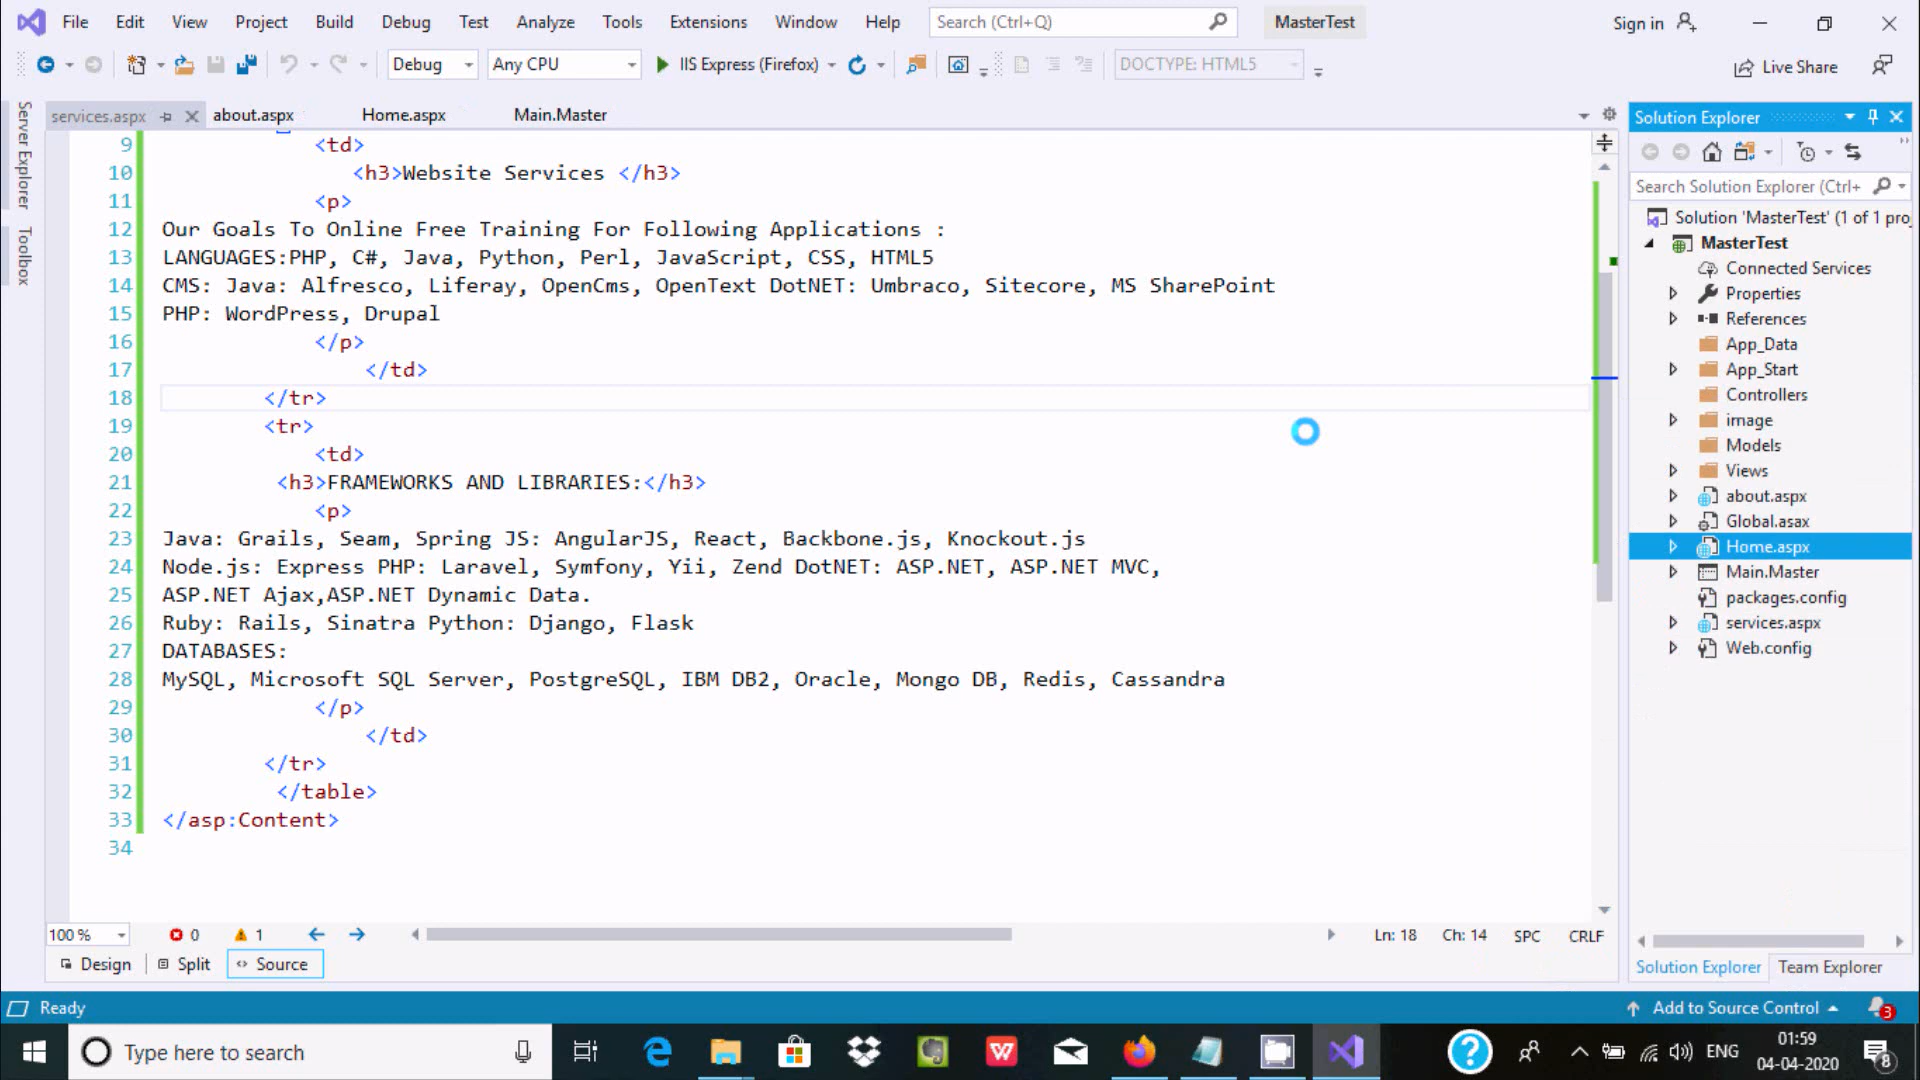 File Edit View Project Build Debug Test Analyze Tools Extensions Window Help Search (Ctrl+Q) MasterTest Sign in
Debug Any CPU IIS Express (Firefox) DOCTYPE: HTML5 Live Share
Server Explorer
Toolbox
services.aspx about.aspx Home.aspx Main.Master
9 <td>
10 <h3>Website Services </h3>
11 <p>
12 Our Goals To Online Free Training For Following Applications :
13 LANGUAGES:PHP, C#, Java, Python, Perl, JavaScript, CSS, HTML5
14 CMS: Java: Alfresco, Liferay, OpenCms, OpenText DotNET: Umbraco, Sitecore, MS SharePoint
15 PHP: WordPress, Drupal
16 </p>
17 </td>
18 </tr>
19 <tr>
20 <td>
21 <h3>FRAMEWORKS AND LIBRARIES:</h3>
22 <p>
23 Java: Grails, Seam, Spring JS: AngularJS, React, Backbone.js, Knockout.js
24 Node.js: Express PHP: Laravel, Symfony, Yii, Zend DotNET: ASP.NET, ASP.NET MVC,
25 ASP.NET Ajax,ASP.NET Dynamic Data.
26 Ruby: Rails, Sinatra Python: Django, Flask
27 DATABASES:
28 MySQL, Microsoft SQL Server, PostgreSQL, IBM DB2, Oracle, Mongo DB, Redis, Cassandra
29 </p>
30 </td>
31 </tr>
32 </table>
33 </asp:Content>
34
100 % 0 1 Ln: 18 Ch: 14 SPC CRLF
Design Split Source
Solution Explorer
Search Solution Explorer (Ctrl+
Solution 'MasterTest' (1 of 1 proj
MasterTest
Connected Services
Properties
References
App_Data
App_Start
Controllers
image
Models
Views
about.aspx
Global.asax
Home.aspx
Main.Master
packages.config
services.aspx
Web.config
Solution Explorer Team Explorer
Ready Add to Source Control 3
Type here to search ENG 01:59
04-04-2020 8